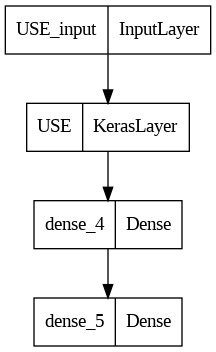 USE_input InputLayer
USE KerasLayer
dense_4 Dense
dense_5 Dense